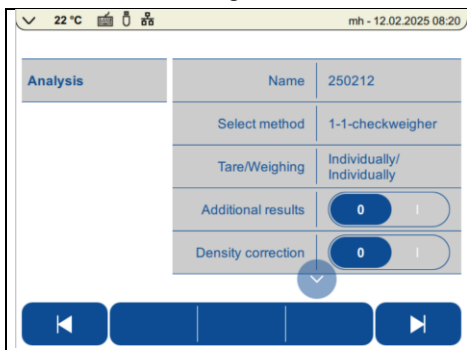 22 °C
mh - 12.02.2025 08:20
Analysis
Name 250212
Select method 1-1-checkweigher
Tare/Weighing Individually/
Individually
Additional results 0 I
Density correction 0 I